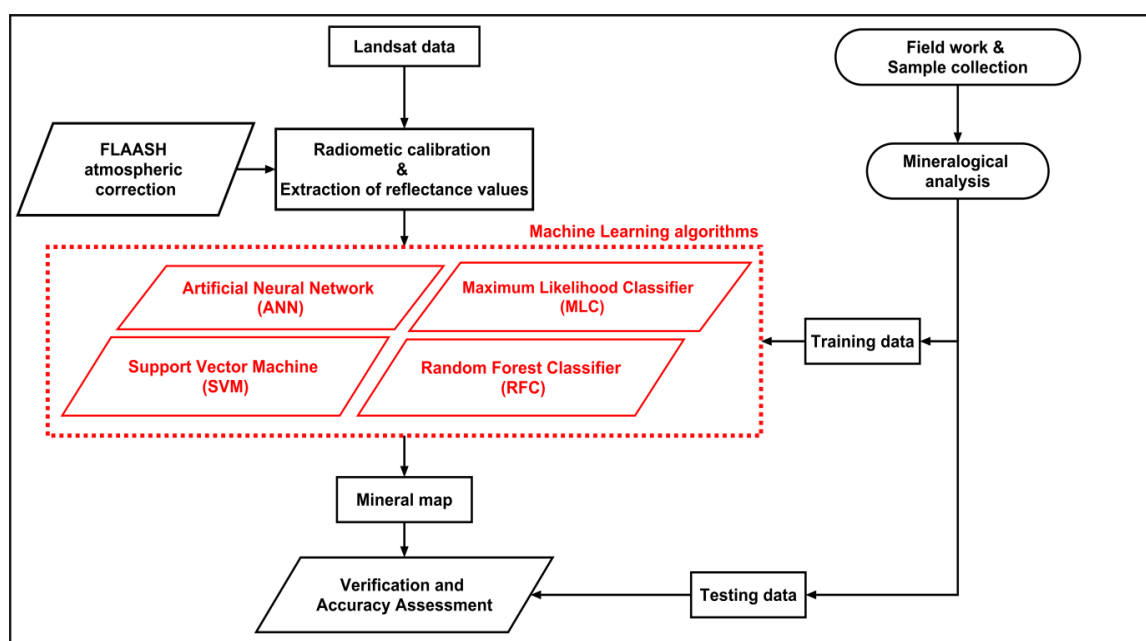 Landsat data
Field work &
Sample collection
FLAASH
atmospheric
correction
Radiometic calibration
&
Extraction of reflectance values
Mineralogical
analysis
Machine Learning algorithms
Artificial Neural Network
(ANN)
Maximum Likelihood Classifier
(MLC)
Support Vector Machine
(SVM)
Random Forest Classifier
(RFC)
Training data
Mineral map
Verification and
Accuracy Assessment
Testing data